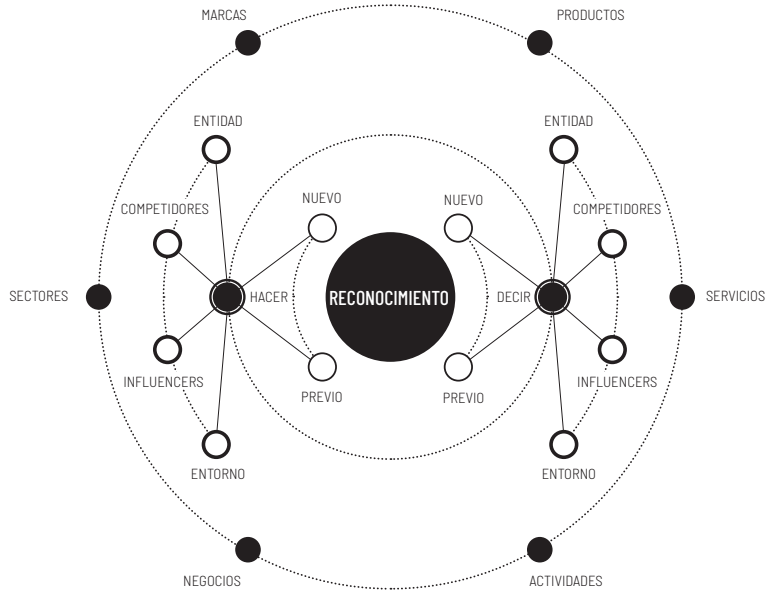 MARCAS
PRODUCTOS
ENTIDAD
ENTIDAD
COMPETIDORES
COMPETIDORES
NUEVO
NUEVO
SECTORES
HACER
RECONOCIMIENTO
DECIR
SERVICIOS
INFLUENCERS
INFLUENCERS
PREVIO
PREVIO
ENTORNO
ENTORNO
NEGOCIOS
ACTIVIDADES